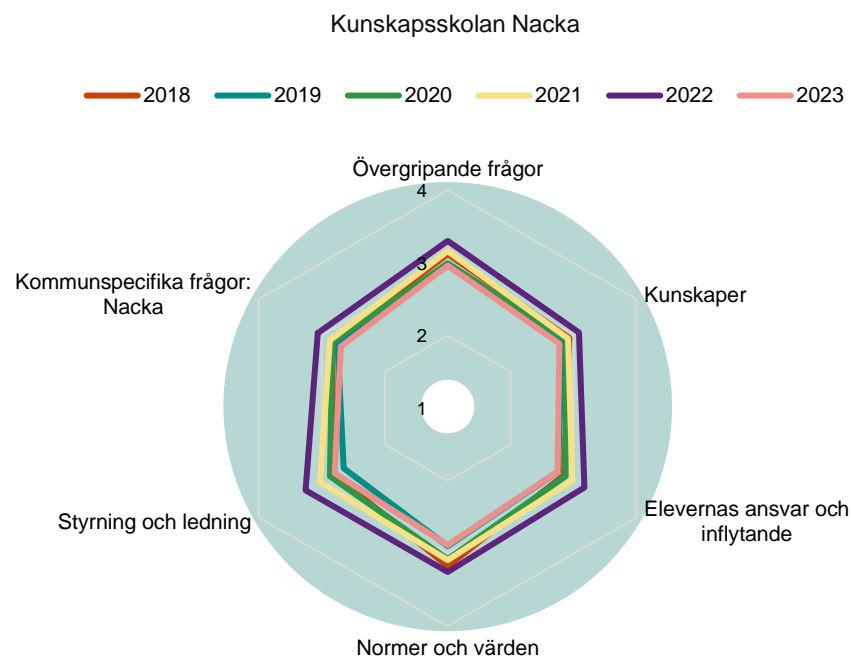 Kunskapsskolan Nacka
2018 2019 2020 2021 2022 2023
Övergripande frågor
4
3
2
1
Kunskaper
Elevernas ansvar och
inflytande
Normer och värden
Styrning och ledning
Kommunspecifika frågor:
Nacka